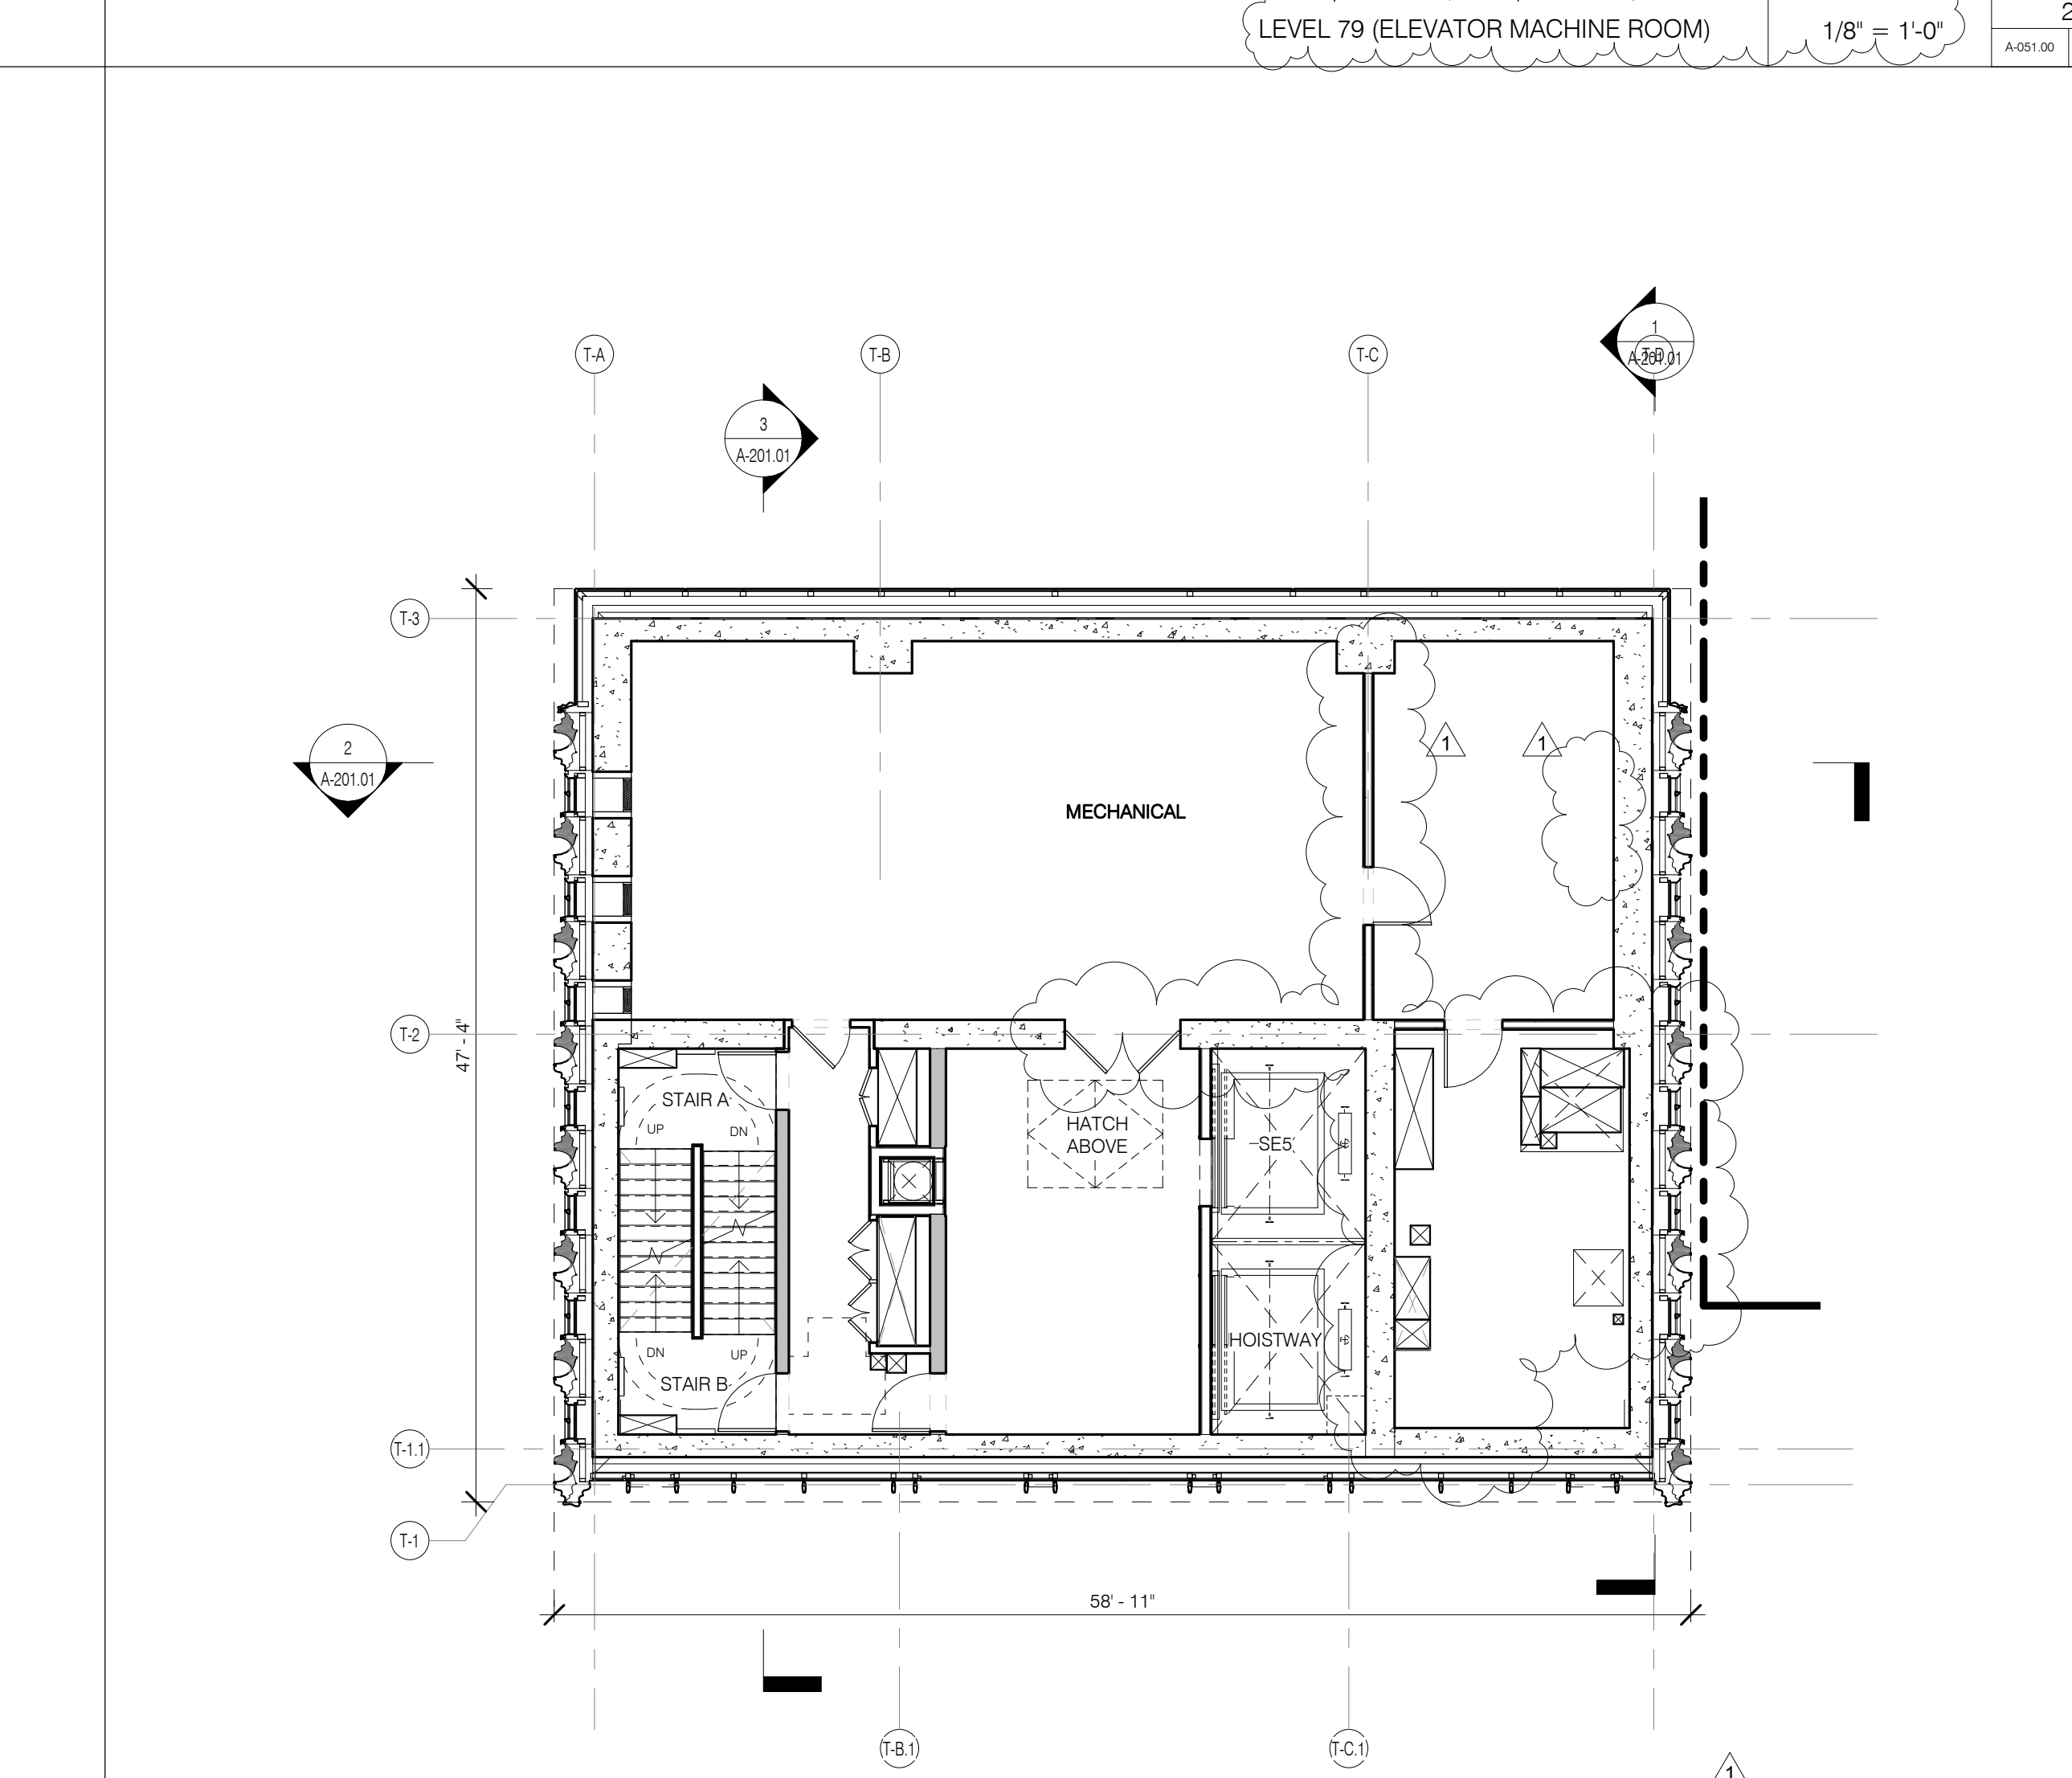 LEVEL 79 (ELEVATOR MACHINE ROOM)
1/8" = 1'-0"
2
A-051.00
T-A
T-B
T-C
1
T-D
A-201.01
3
A-201.01
T-3
2
A-201.01
1
1
MECHANICAL
T-2
47' - 4"
STAIR A
UP
DN
HATCH
ABOVE
SE5
HOISTWAY
DN
UP
STAIR B
T-1.1
T-1
58' - 11"
T-B.1
T-C.1
1